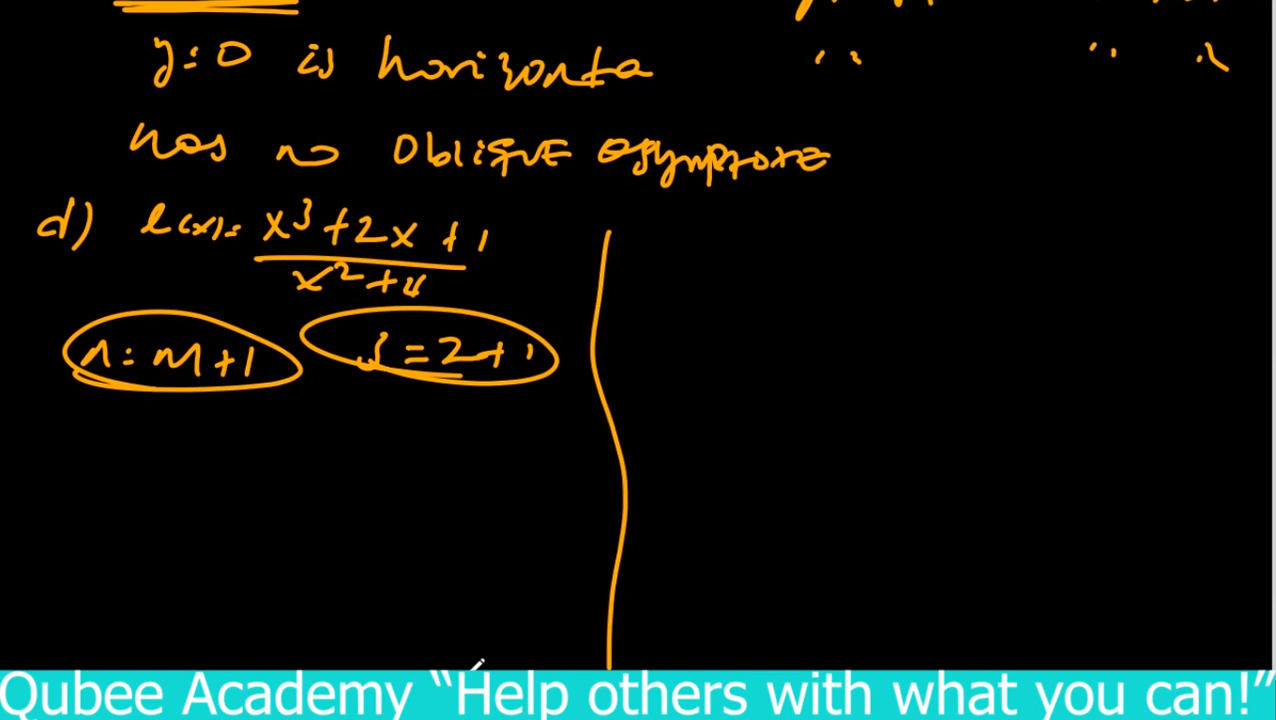 y=0 is horizonta
has no oblique asymptote
d) l(x)= x³+2x+1
x²+4
n=m+1 3=2+1
Qubee Academy “Help others with what you can!”